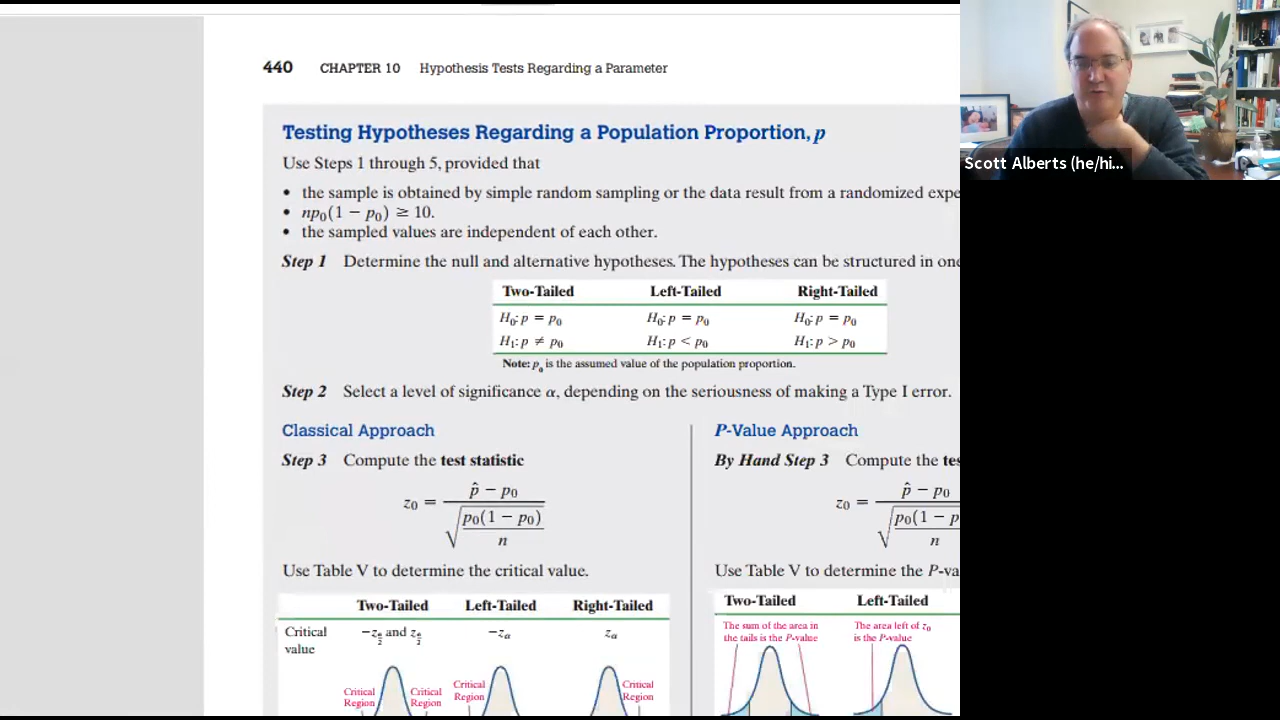 440 CHAPTER 10 Hypothesis Tests Regarding a Parameter
Testing Hypotheses Regarding a Population Proportion, p
Use Steps 1 through 5, provided that
• the sample is obtained by simple random sampling or the data result from a randomized expe
• np₀(1 − p₀) ≥ 10.
• the sampled values are independent of each other.
Step 1 Determine the null and alternative hypotheses. The hypotheses can be structured in one
Two-Tailed Left-Tailed Right-Tailed
H₀: p = p₀ H₀: p = p₀ H₀: p = p₀
H₁: p ≠ p₀ H₁: p < p₀ H₁: p > p₀
Note: p₀ is the assumed value of the population proportion.
Step 2 Select a level of significance α, depending on the seriousness of making a Type I error.
Classical Approach
Step 3 Compute the test statistic
z₀ = p̂ − p₀
√ p₀(1 − p₀)
n
Use Table V to determine the critical value.
Two-Tailed Left-Tailed Right-Tailed
Critical value −z α/2 and z α/2 −zα zα
Critical Region
Critical Region
Critical Region
Critical Region
P-Value Approach
By Hand Step 3 Compute the tes
z₀ = p̂ − p₀
√ p₀(1 − p
n
Use Table V to determine the P-va
Two-Tailed Left-Tailed
The sum of the area in
the tails is the P-value
The area left of z₀
is the P-value
Scott Alberts (he/hi...